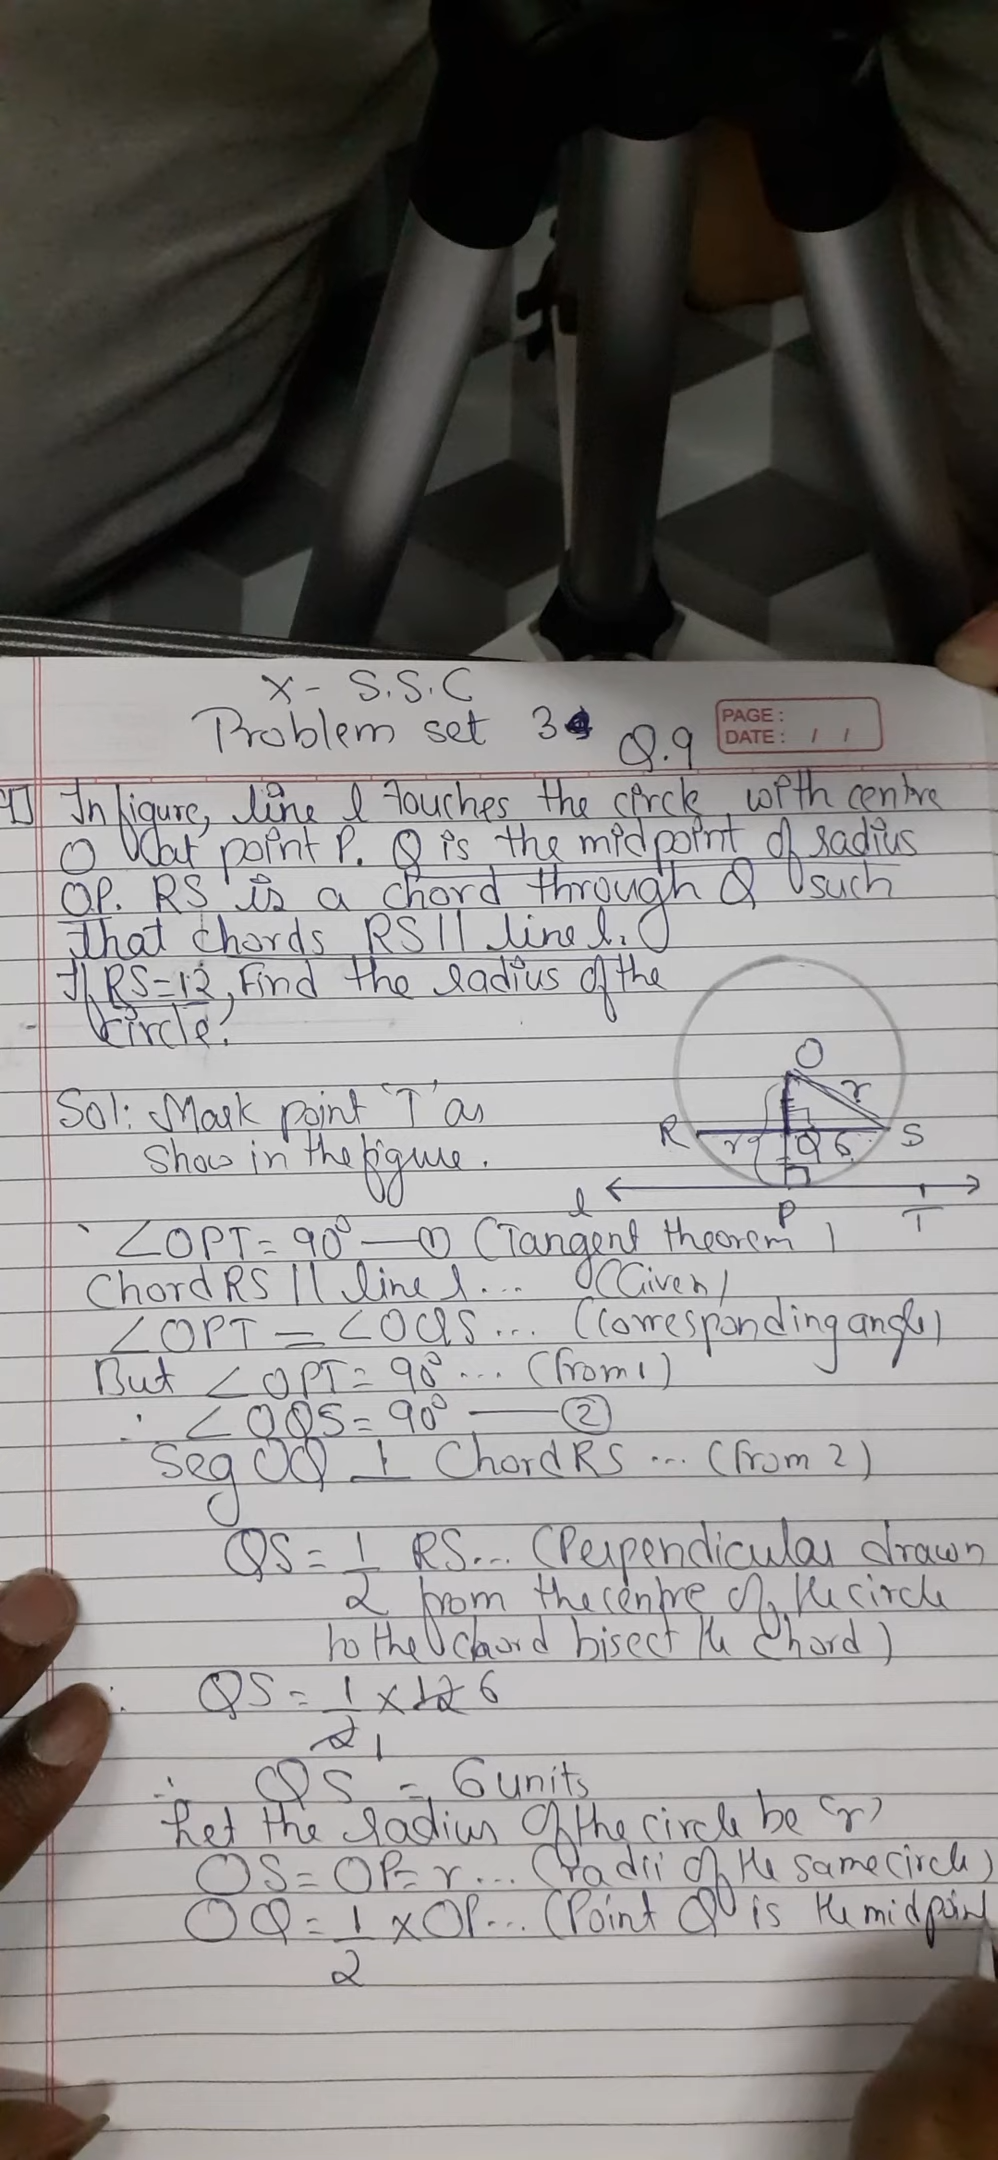 X- S.S.C
Problem set 3
Q.9
PAGE :
DATE : / /
In figure, line l touches the circle with centre
O at point P. Q is the midpoint of radius
OP. RS is a chord through Q such
that chords RS || line l.
If RS=12, Find the radius of the
circle.
O
r
R
Q 6
S
l
P
T
Sol: Mark point 'T' as
Show in the figure.
∠OPT = 90° — ① (Tangent theorem)
Chord RS || line l ... (Given)
∠OPT = ∠OQS ... (Corresponding angle)
But ∠OPT = 90° ... (from 1)
∴ ∠OQS = 90° — ②
Seg OQ ⊥ Chord RS ... (from 2)
QS = 1/2 RS... (Perpendicular drawn
from the centre of the circle
to the chord bisect the chord)
∴ QS = 1/2 × 12 6
1
∴ QS = 6 units
Let the radius of the circle be (r)
OS = OP = r ... (radii of the same circle)
OQ = 1/2 × OP... (Point Q is the midpoint